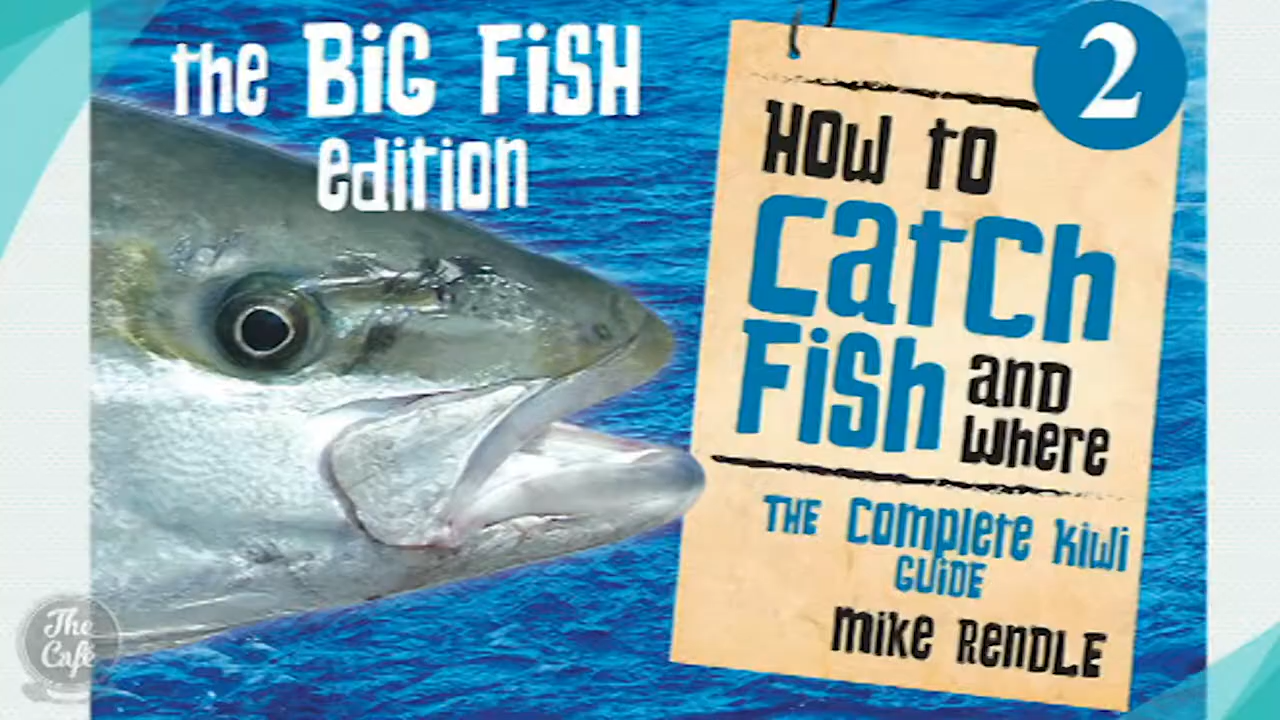 the BiG FiSH
edition
2
HOW TO
CatCH
FiSH and
where
THE Complete Kiwi
GUIDE
mike RENDLE
The
Café